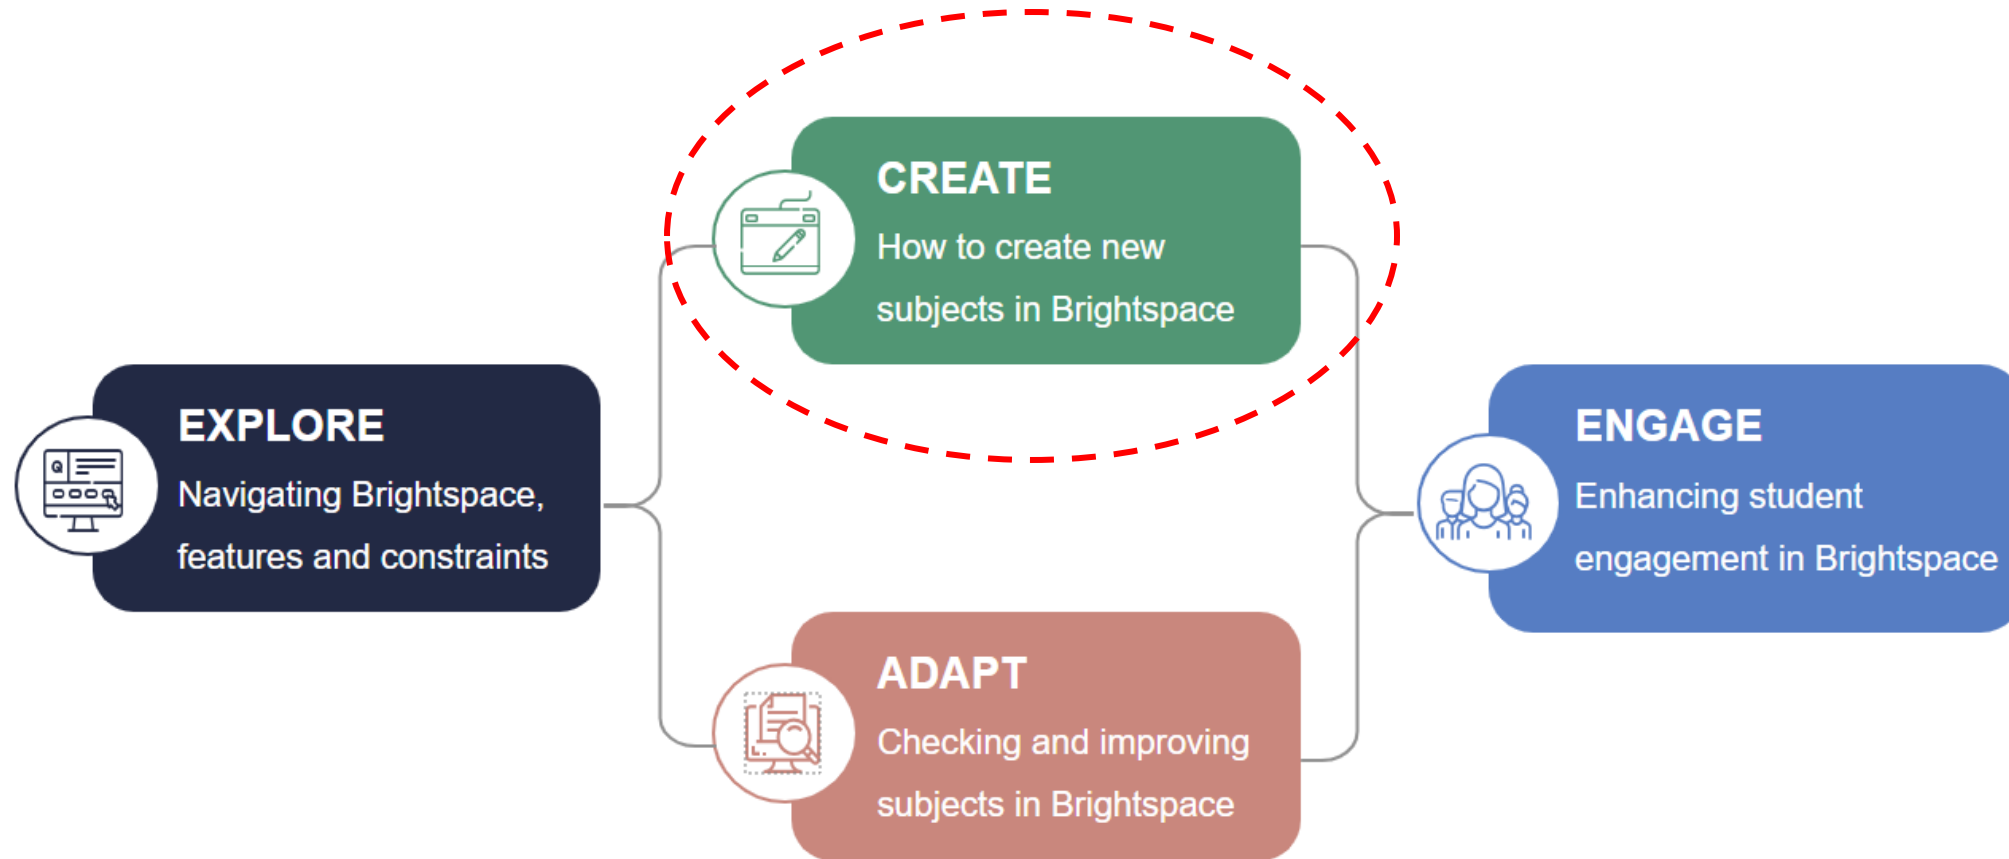 EXPLORE
Navigating Brightspace,
features and constraints
CREATE
How to create new
subjects in Brightspace
ADAPT
Checking and improving
subjects in Brightspace
ENGAGE
Enhancing student
engagement in Brightspace